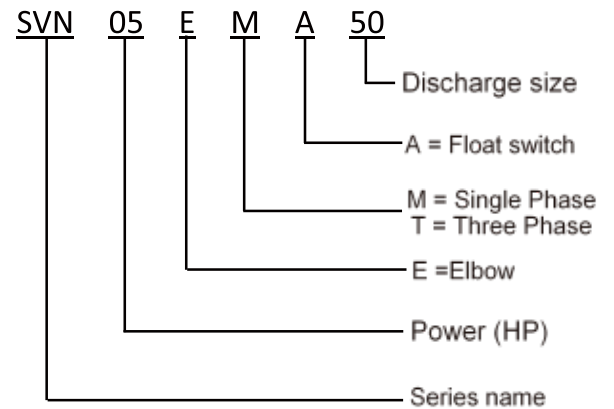 SVN 05 E M A 50
Discharge size
A = Float switch
M = Single Phase
T = Three Phase
E =Elbow
Power (HP)
Series name